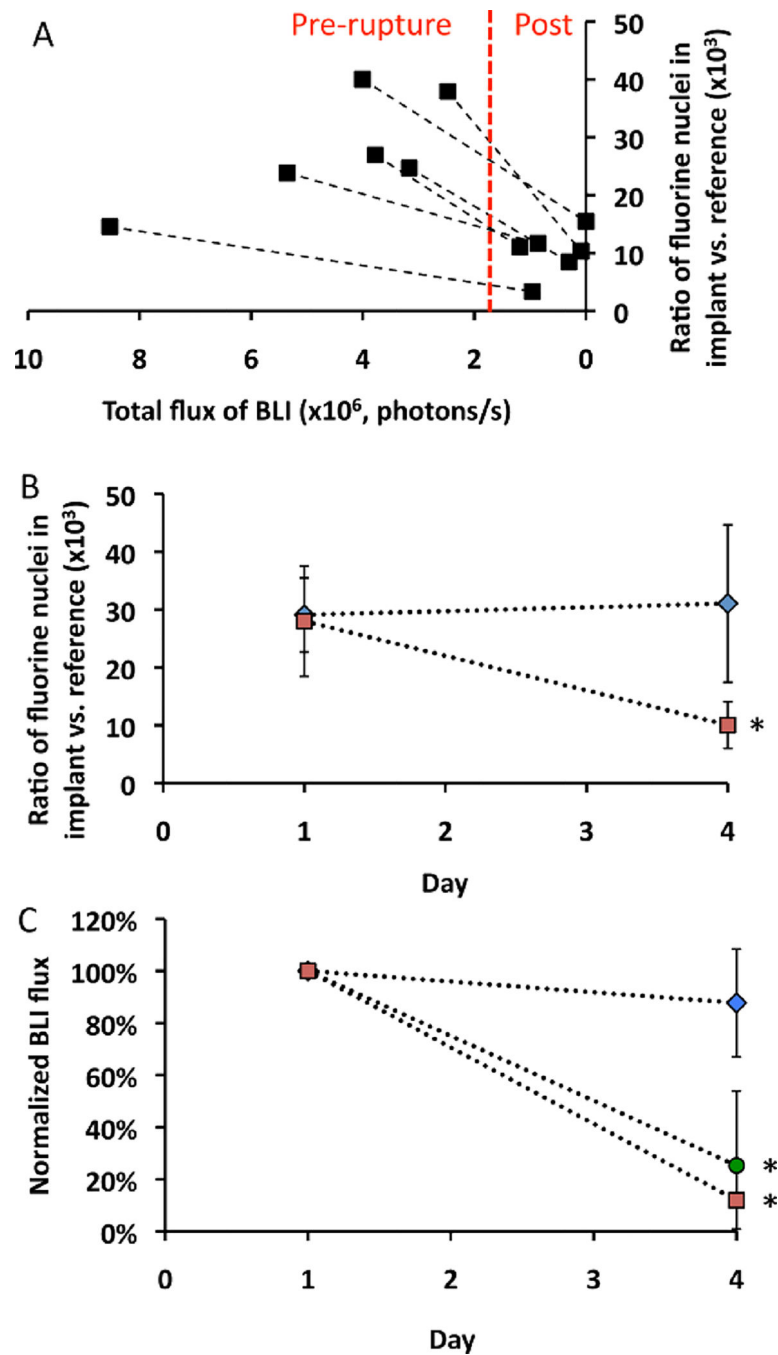 A
Pre-rupture
Post
50
40
30
20
10
0
Ratio of fluorine nuclei in
implant vs. reference (x10³)
10 8 6 4 2 0
Total flux of BLI (x10⁶, photons/s)
B
Ratio of fluorine nuclei in
implant vs. reference (x10³)
50
40
30
20
10
0
*
0 1 2 3 4
Day
C
Normalized BLI flux
120%
100%
80%
60%
40%
20%
0%
*
*
0 1 2 3 4
Day